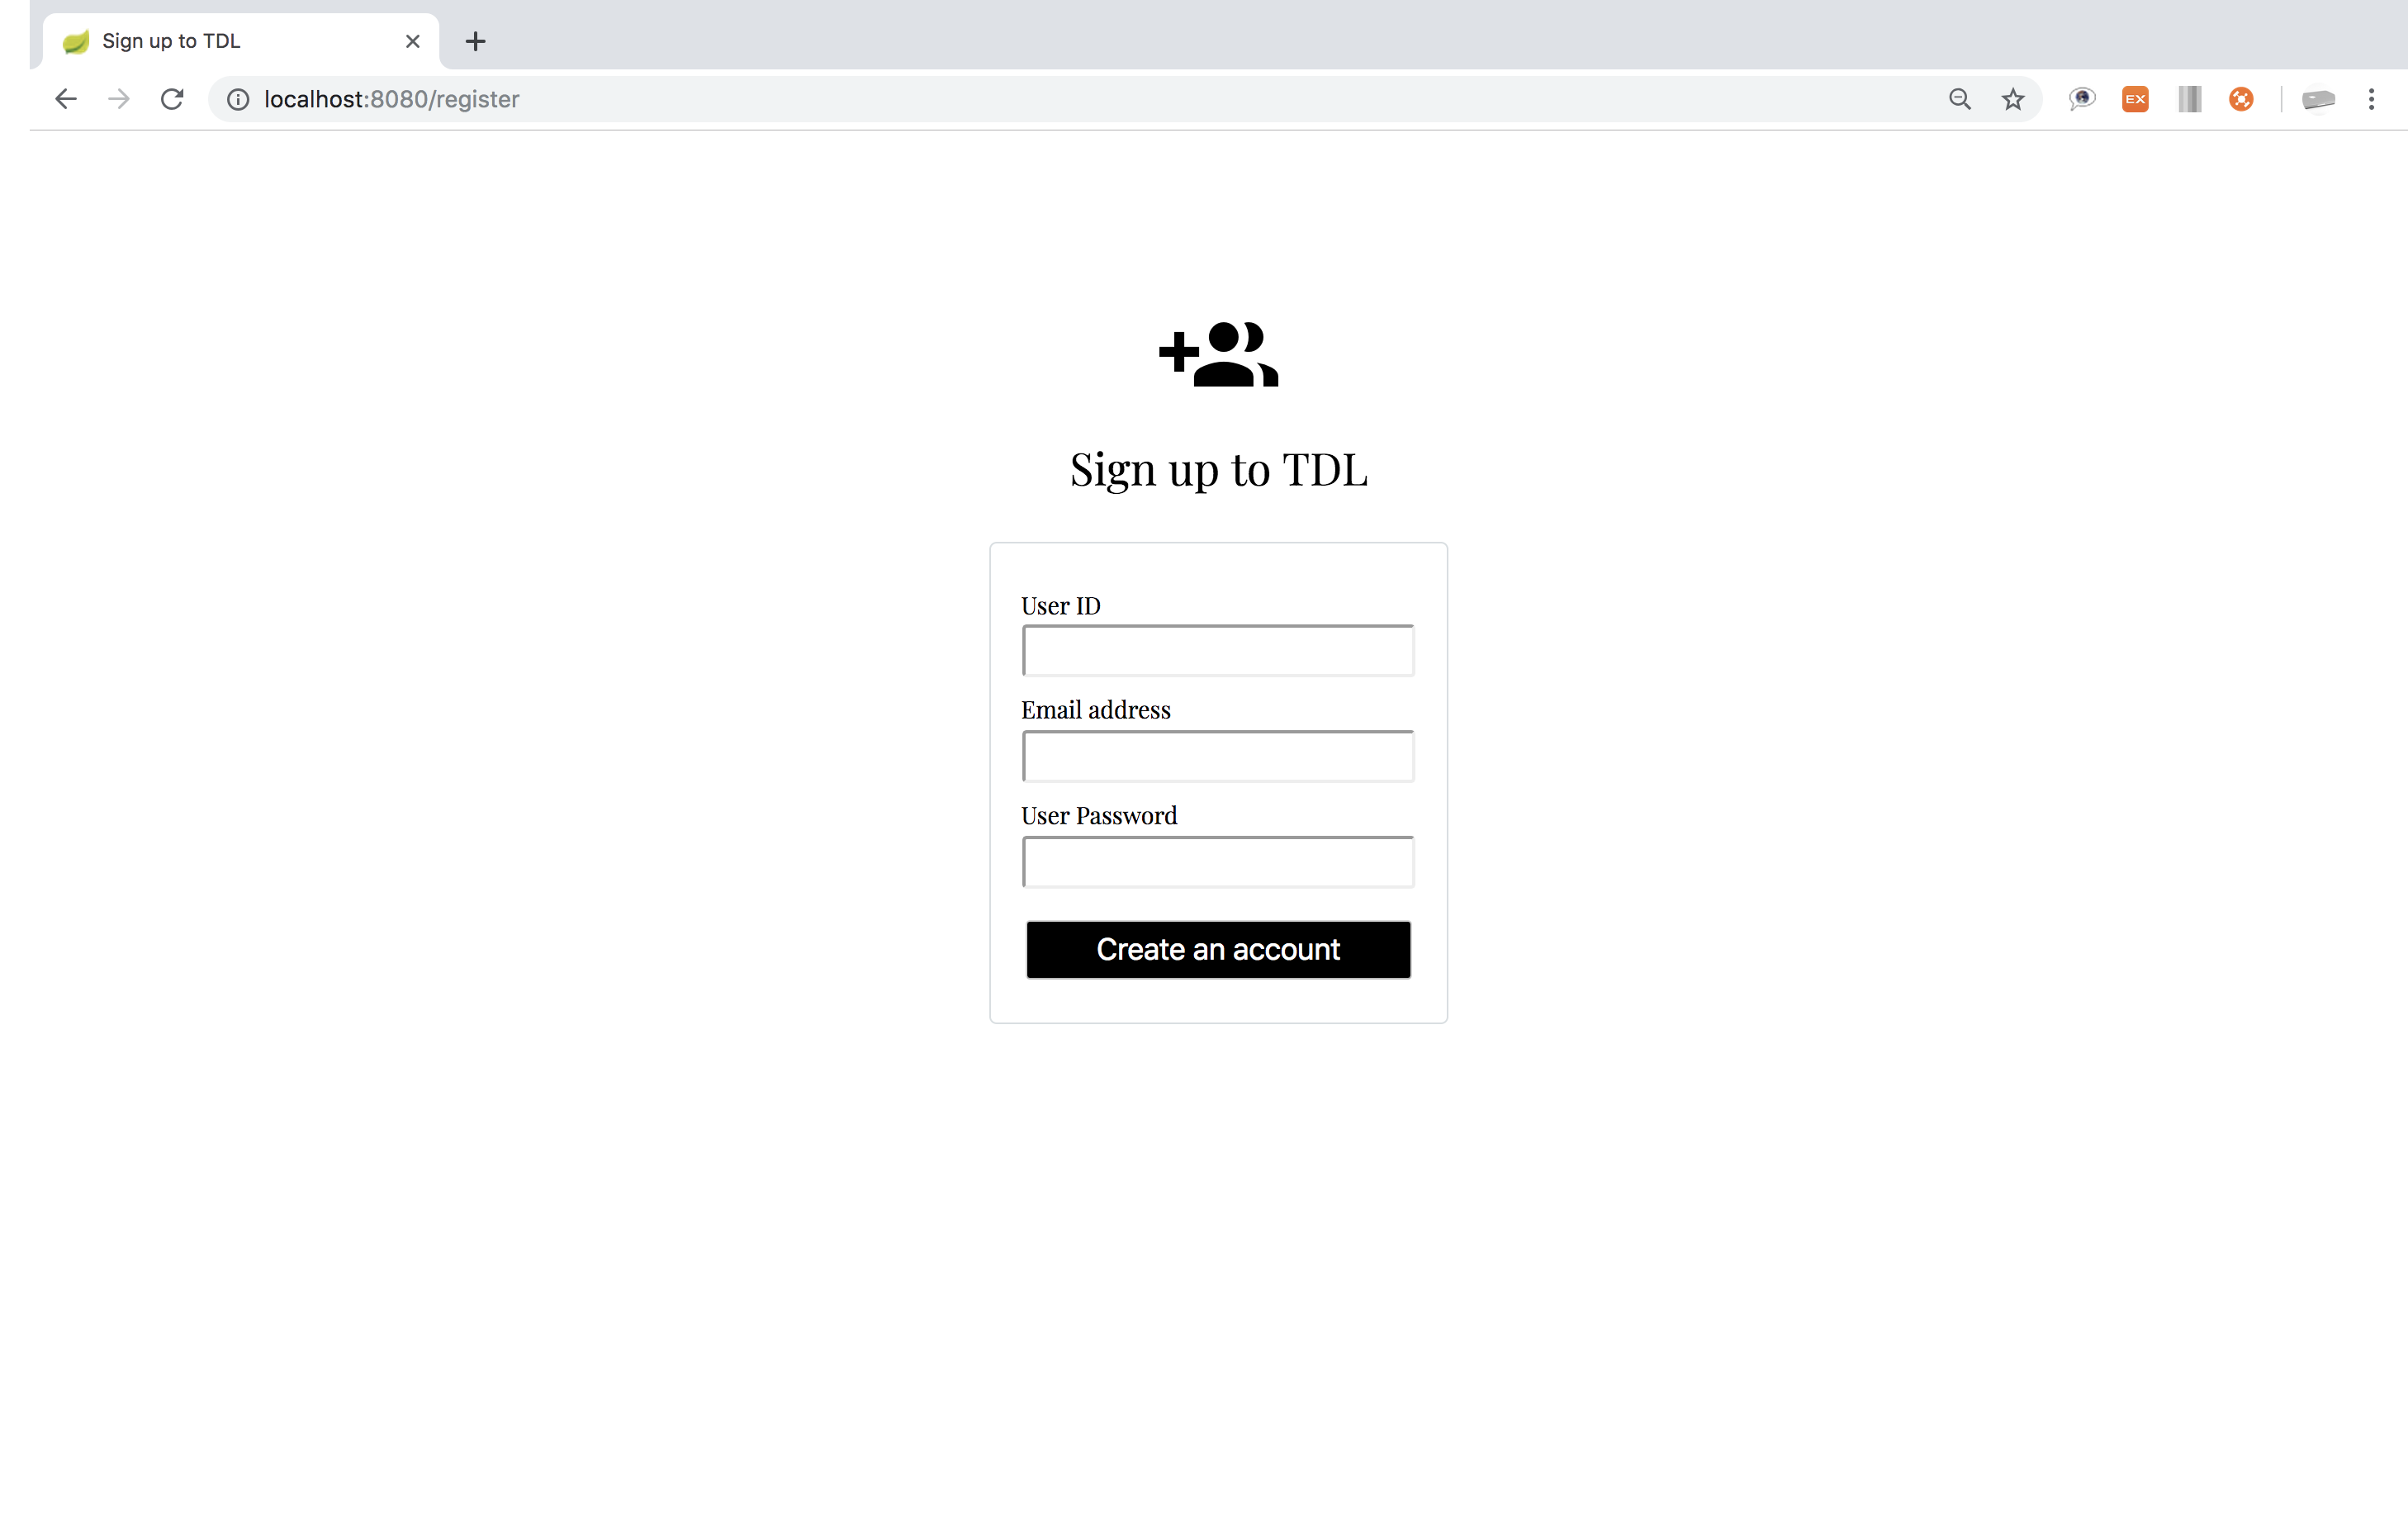 Sign up to TDL
localhost:8080/register
EX
Sign up to TDL
User ID
Email address
User Password
Create an account